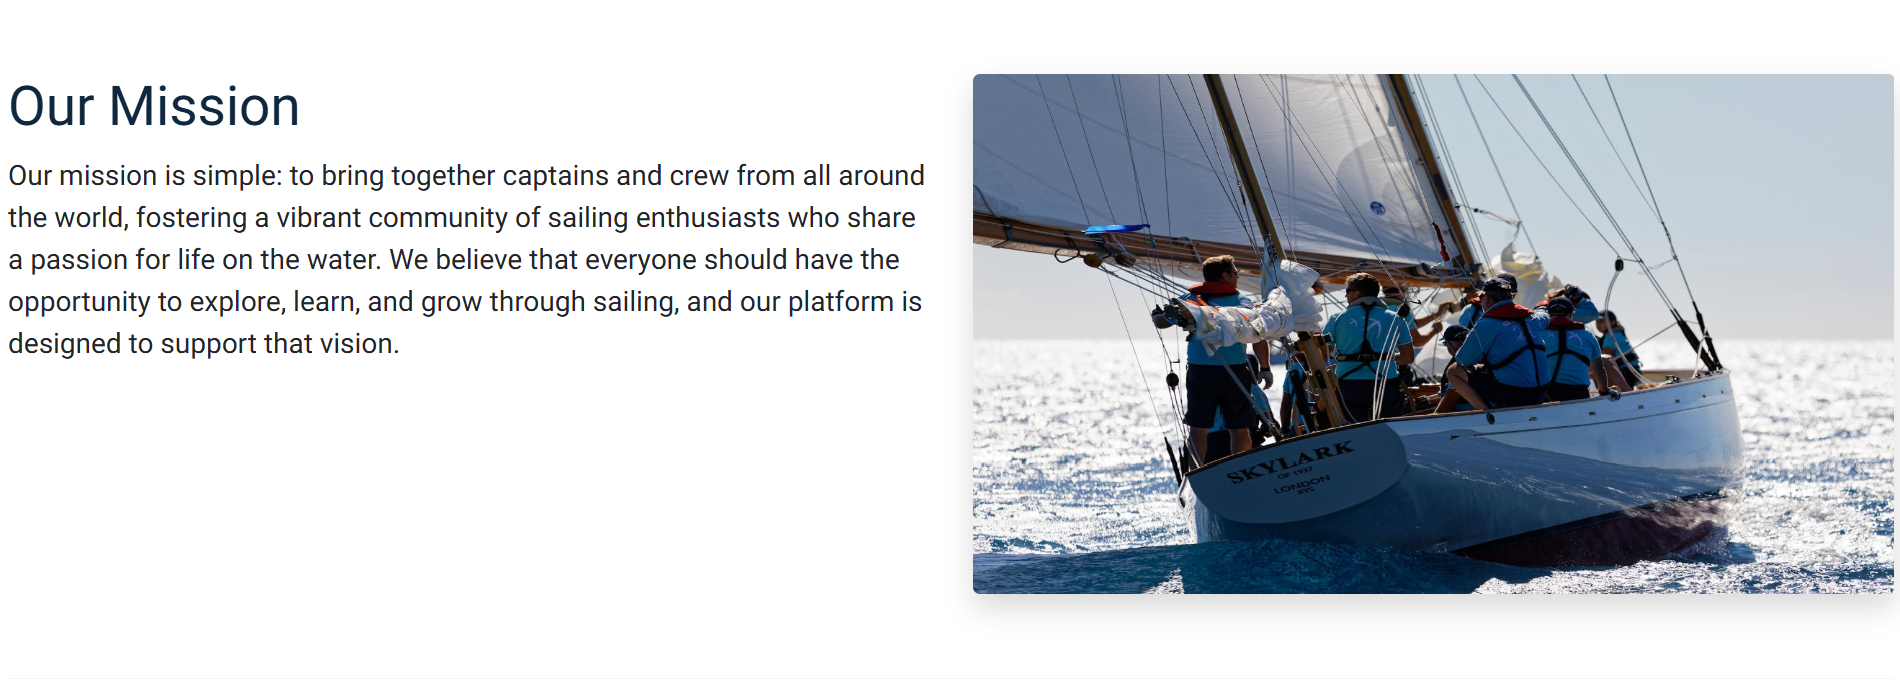 Our Mission
Our mission is simple: to bring together captains and crew from all around
the world, fostering a vibrant community of sailing enthusiasts who share
a passion for life on the water. We believe that everyone should have the
opportunity to explore, learn, and grow through sailing, and our platform is
designed to support that vision.
SKYLARK
OF 1937
LONDON
RYS